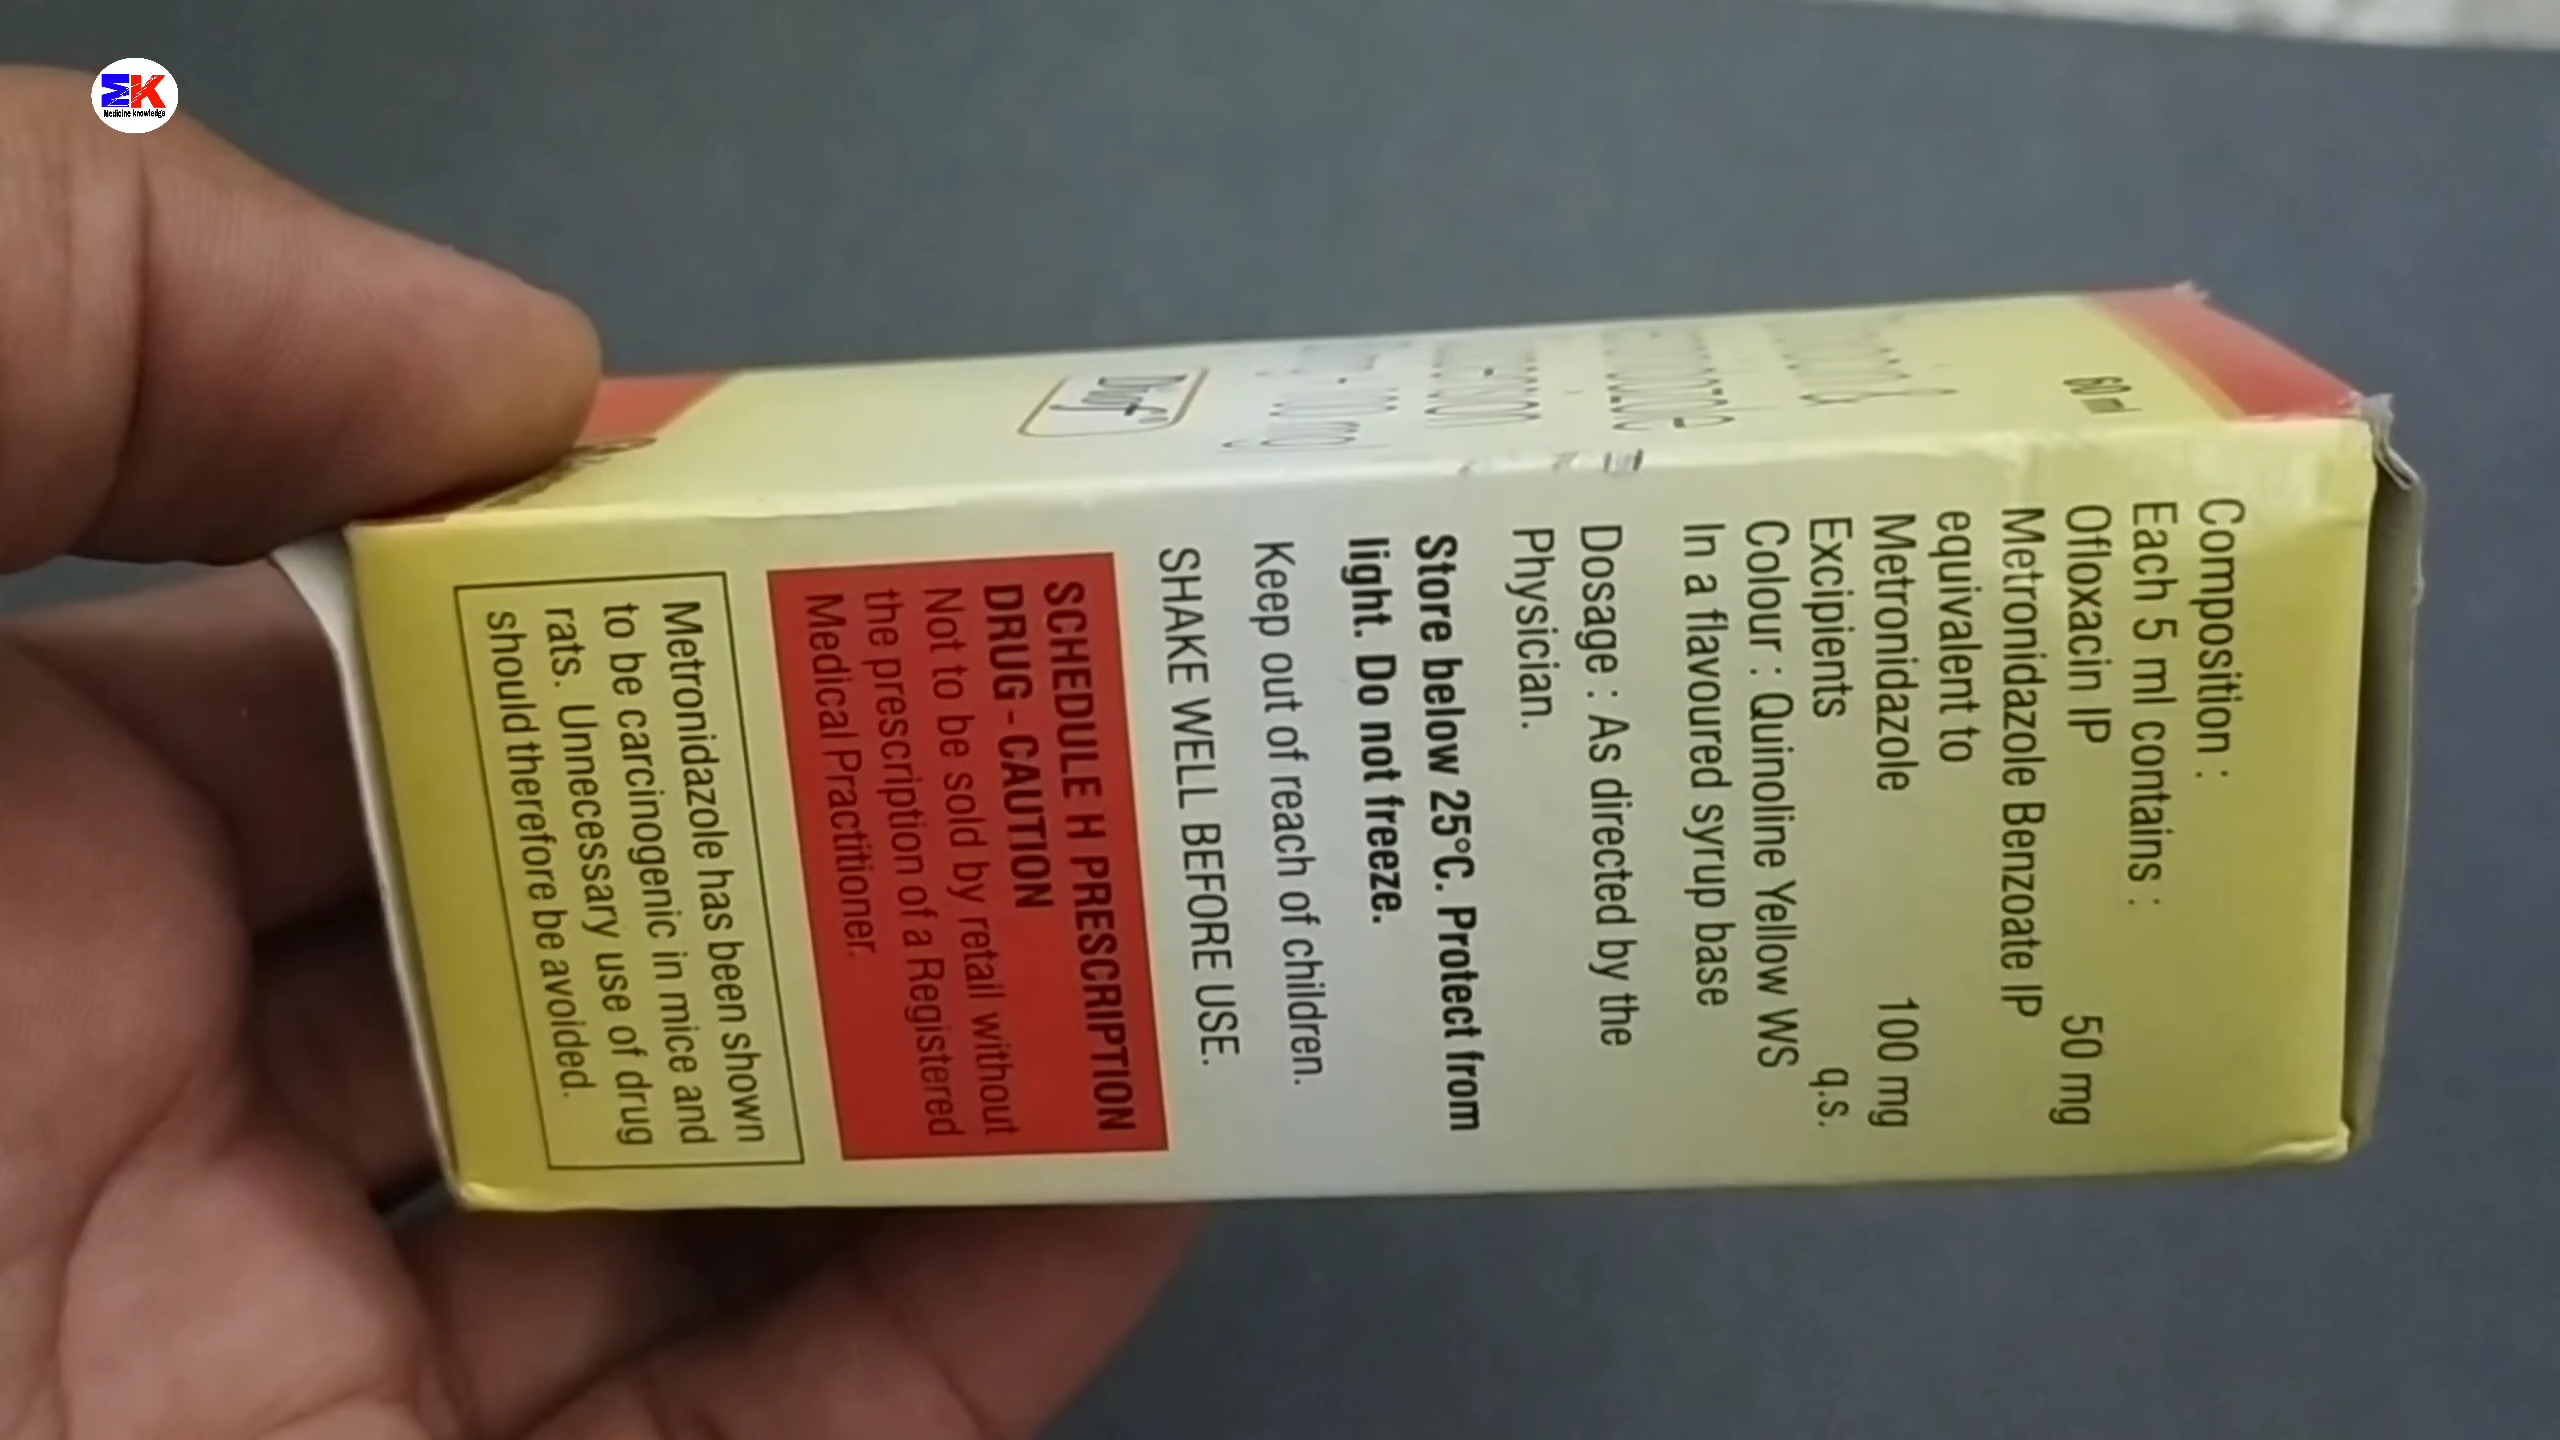 MK
Medicine knowledge
60 ml
Composition :
Each 5 ml contains :
Ofloxacin IP 50 mg
Metronidazole Benzoate IP
equivalent to
Metronidazole 100 mg
Excipients q.s.
Colour : Quinoline Yellow WS
In a flavoured syrup base
Dosage : As directed by the
Physician.
Store below 25°C. Protect from
light. Do not freeze.
Keep out of reach of children.
SHAKE WELL BEFORE USE.
SCHEDULE H PRESCRIPTION
DRUG - CAUTION
Not to be sold by retail without
the prescription of a Registered
Medical Practitioner.
Metronidazole has been shown
to be carcinogenic in mice and
rats. Unnecessary use of drug
should therefore be avoided.